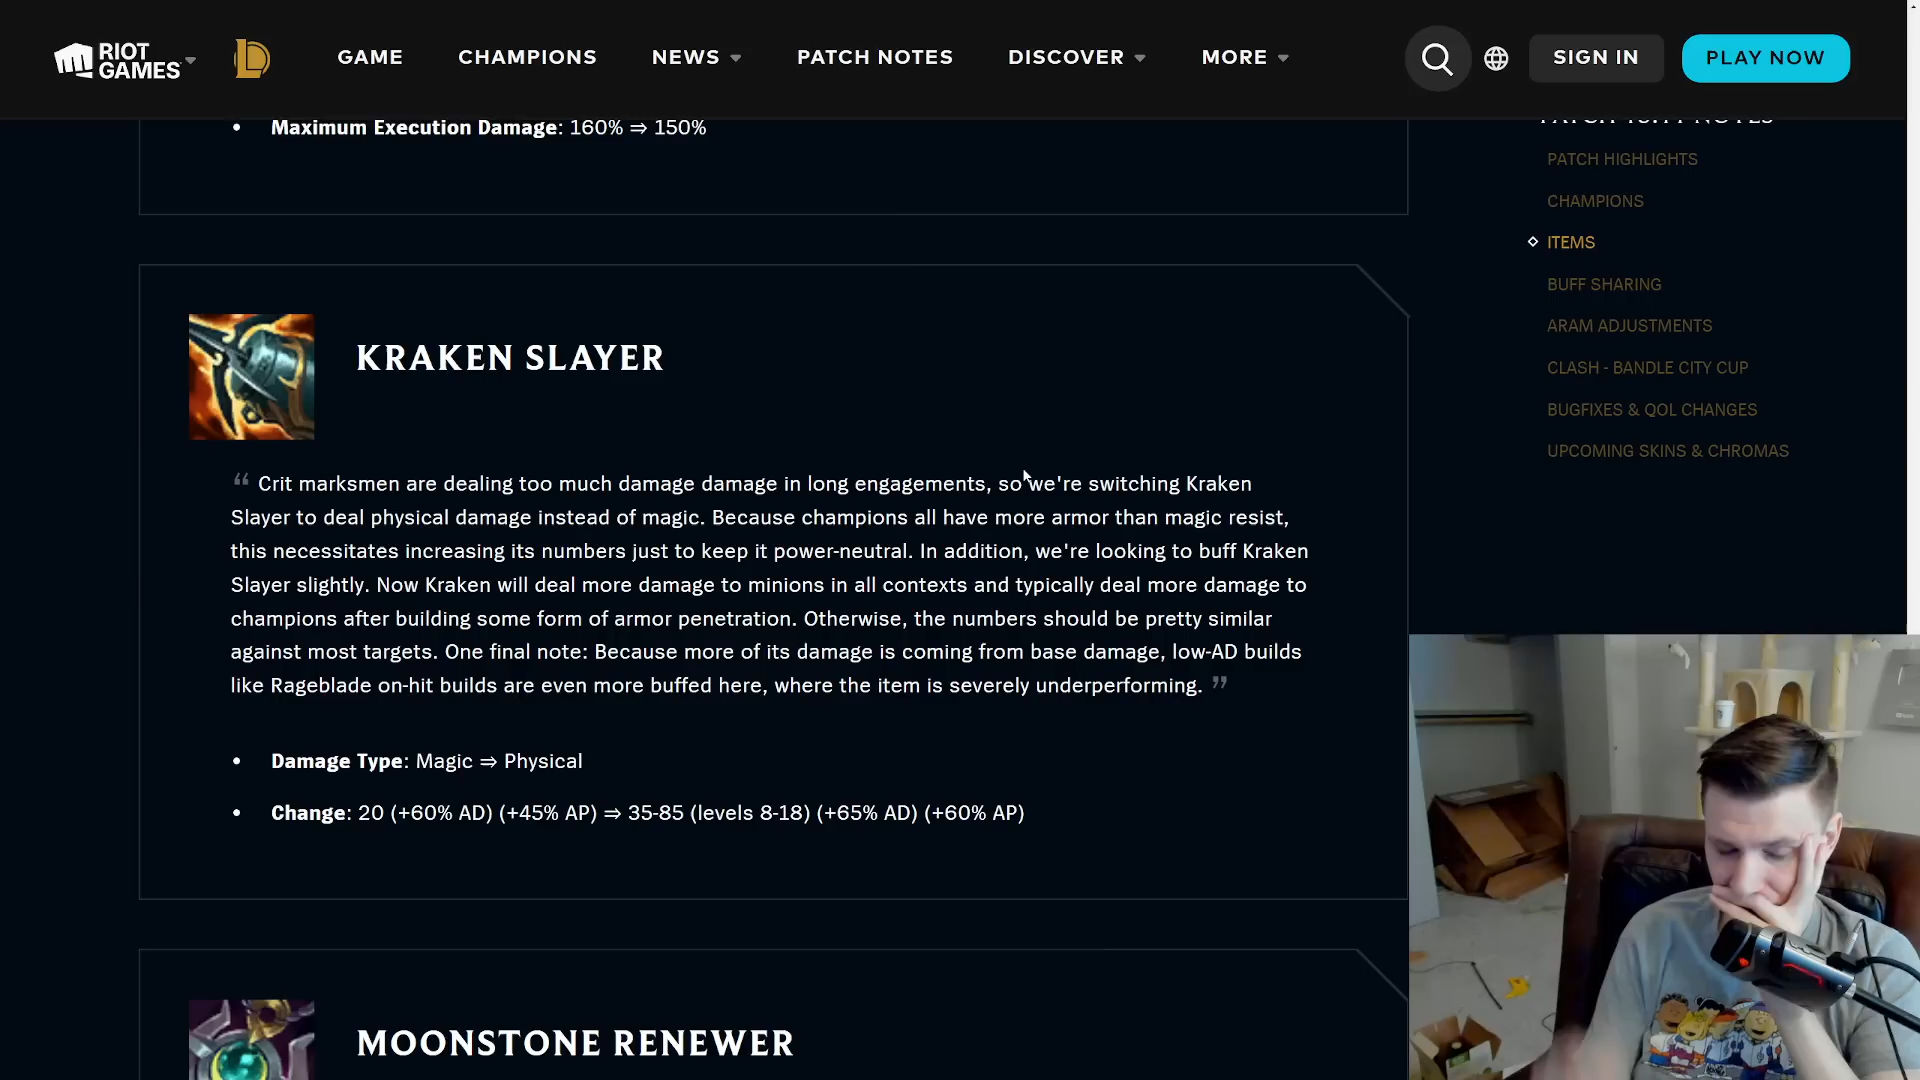 RIOT
GAMES
GAME
CHAMPIONS
NEWS
PATCH NOTES
DISCOVER
MORE
SIGN IN
PLAY NOW
Maximum Execution Damage: 160% ⇒ 150%
PATCH HIGHLIGHTS
CHAMPIONS
ITEMS
BUFF SHARING
ARAM ADJUSTMENTS
CLASH - BANDLE CITY CUP
BUGFIXES & QOL CHANGES
UPCOMING SKINS & CHROMAS
KRAKEN SLAYER
“ Crit marksmen are dealing too much damage damage in long engagements, so we're switching Kraken
Slayer to deal physical damage instead of magic. Because champions all have more armor than magic resist,
this necessitates increasing its numbers just to keep it power-neutral. In addition, we're looking to buff Kraken
Slayer slightly. Now Kraken will deal more damage to minions in all contexts and typically deal more damage to
champions after building some form of armor penetration. Otherwise, the numbers should be pretty similar
against most targets. One final note: Because more of its damage is coming from base damage, low-AD builds
like Rageblade on-hit builds are even more buffed here, where the item is severely underperforming. ”
• Damage Type: Magic ⇒ Physical
• Change: 20 (+60% AD) (+45% AP) ⇒ 35-85 (levels 8-18) (+65% AD) (+60% AP)
MOONSTONE RENEWER